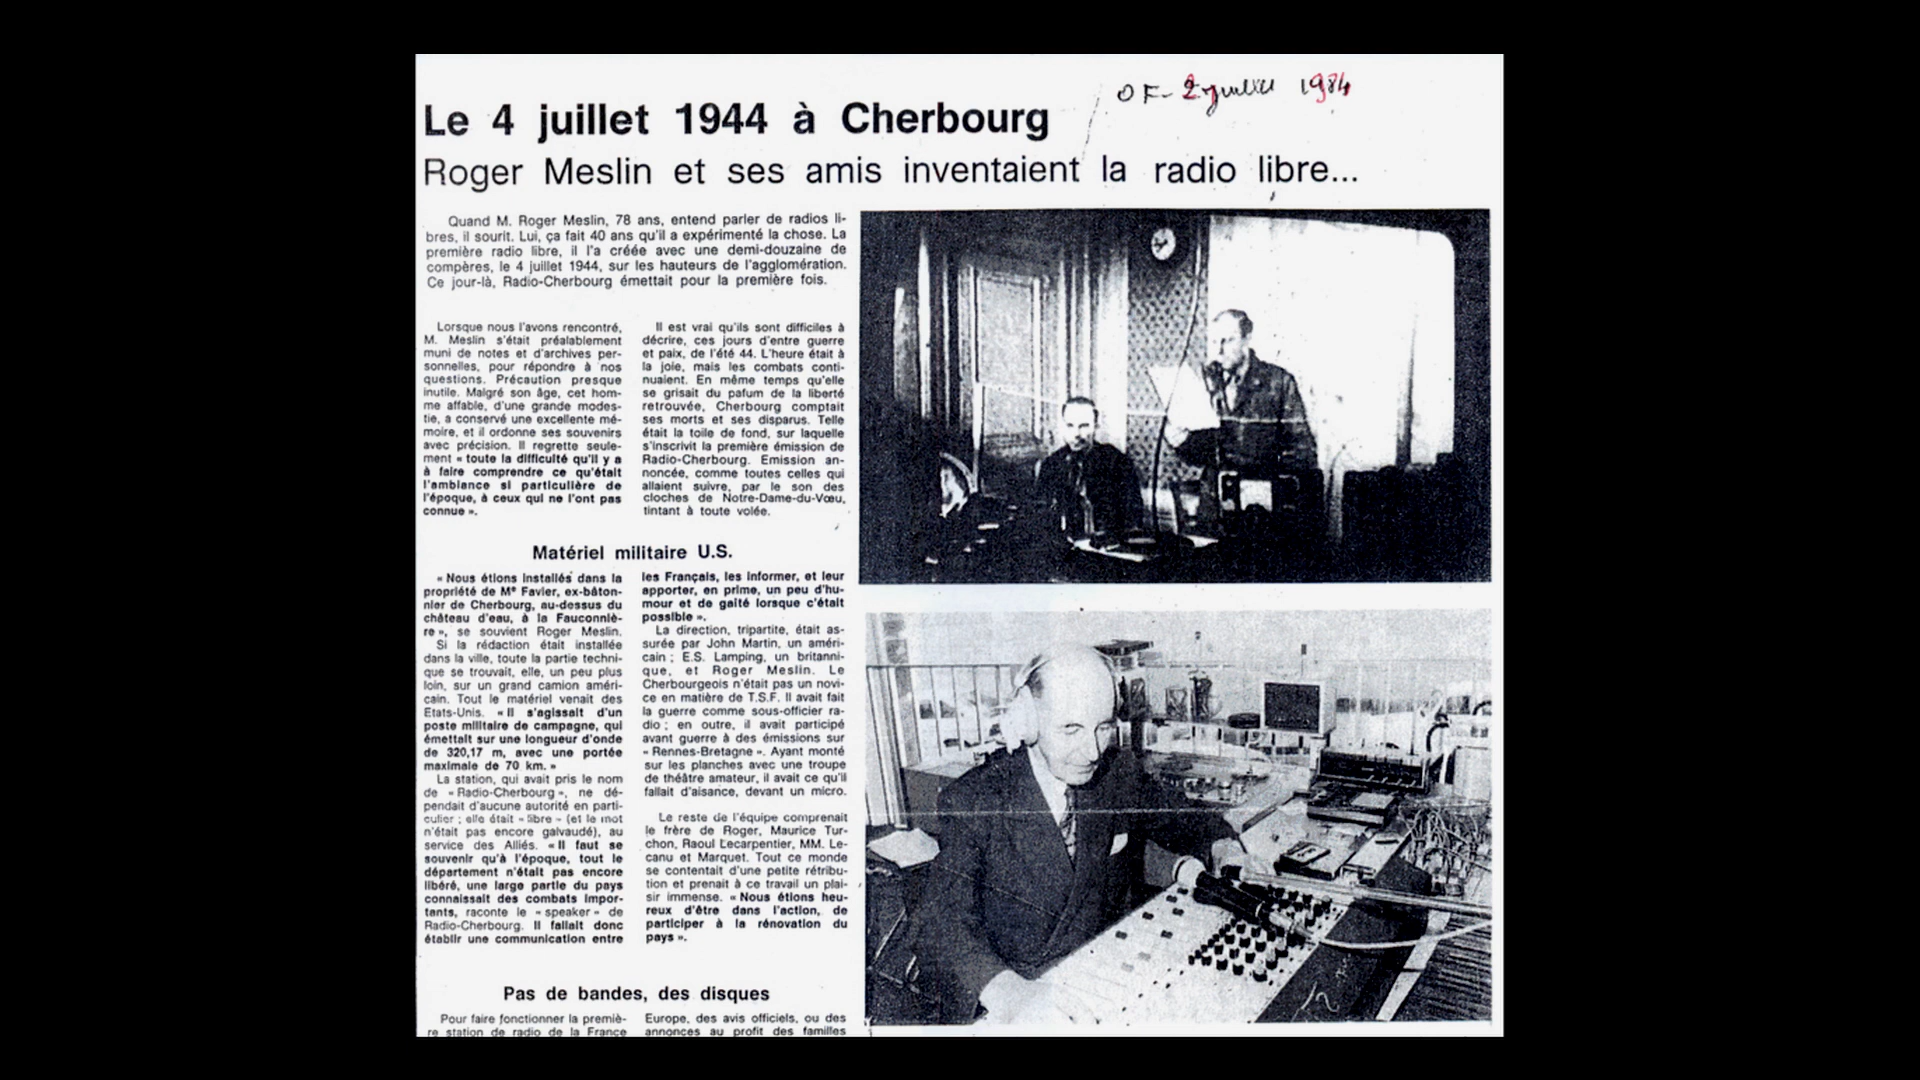 O F - 2 juillet 1984
Le 4 juillet 1944 à Cherbourg
Roger Meslin et ses amis inventaient la radio libre...
Quand M. Roger Meslin, 78 ans, entend parler de radios li-
bres, il sourit. Lui, ça fait 40 ans qu'il a expérimenté la chose. La
première radio libre, il l'a créée avec une demi-douzaine de
compères, le 4 juillet 1944, sur les hauteurs de l'agglomération.
Ce jour-là, Radio-Cherbourg émettait pour la première fois.
Lorsque nous l'avons rencontré,
M. Meslin s'était préalablement
muni de notes et d'archives per-
sonnelles, pour répondre à nos
questions. Précaution presque
inutile. Malgré son âge, cet hom-
me affable, d'une grande modes-
tie, a conservé une excellente mé-
moire, et il ordonne ses souvenirs
avec précision. Il regrette seule-
ment « toute la difficulté qu'il y a
à faire comprendre ce qu'était
l'ambiance si particulière de
l'époque, à ceux qui ne l'ont pas
connue ».
Il est vrai qu'ils sont difficiles à
décrire, ces jours d'entre guerre
et paix, de l'été 44. L'heure était à
la joie, mais les combats conti-
nuaient. En même temps qu'elle
se grisait du pafum de la liberté
retrouvée, Cherbourg comptait
ses morts et ses disparus. Telle
était la toile de fond, sur laquelle
s'inscrivit la première émission de
Radio-Cherbourg. Emission an-
noncée, comme toutes celles qui
allaient suivre, par le son des
cloches de Notre-Dame-du-Vœu,
tintant à toute volée.
Matériel militaire U.S.
« Nous étions installés dans la
propriété de Me Favier, ex-bâton-
nier de Cherbourg, au-dessus du
château d'eau, à la Fauconniè-
re », se souvient Roger Meslin.
Si la rédaction était installée
dans la ville, toute la partie techni-
que se trouvait, elle, un peu plus
loin, sur un grand camion améri-
cain. Tout le matériel venait des
Etats-Unis. « Il s'agissait d'un
poste militaire de campagne, qui
émettait sur une longueur d'onde
de 320,17 m, avec une portée
maximale de 70 km. »
La station, qui avait pris le nom
de « Radio-Cherbourg », ne dé-
pendait d'aucune autorité en parti-
culier ; elle était « libre » (et le mot
n'était pas encore galvaudé), au
service des Alliés. « Il faut se
souvenir qu'à l'époque, tout le
département n'était pas encore
libéré, une large partie du pays
connaissait des combats impor-
tants, raconte le « speaker » de
Radio-Cherbourg. Il fallait donc
établir une communication entre
les Français, les informer, et leur
apporter, en prime, un peu d'hu-
mour et de gaîté lorsque c'était
possible ».
La direction, tripartite, était as-
surée par John Martin, un améri-
cain ; E.S. Lamping, un britanni-
que, et Roger Meslin. Le
Cherbourgeois n'était pas un novi-
ce en matière de T.S.F. Il avait fait
la guerre comme sous-officier ra-
dio ; en outre, il avait participé
avant guerre à des émissions sur
« Rennes-Bretagne ». Ayant monté
sur les planches avec une troupe
de théâtre amateur, il avait ce qu'il
fallait d'aisance, devant un micro.
Le reste de l'équipe comprenait
le frère de Roger, Maurice Tur-
chon, Raoul Lecarpentier, MM. Le-
canu et Marquet. Tout ce monde
se contentait d'une petite rétribu-
tion et prenait à ce travail un plai-
sir immense. « Nous étions heu-
reux d'être dans l'action, de
participer à la rénovation du
pays ».
Pas de bandes, des disques
Pour faire fonctionner la premiè-
re station de radio de la France
Europe, des avis officiels, ou des
annonces au profit des familles